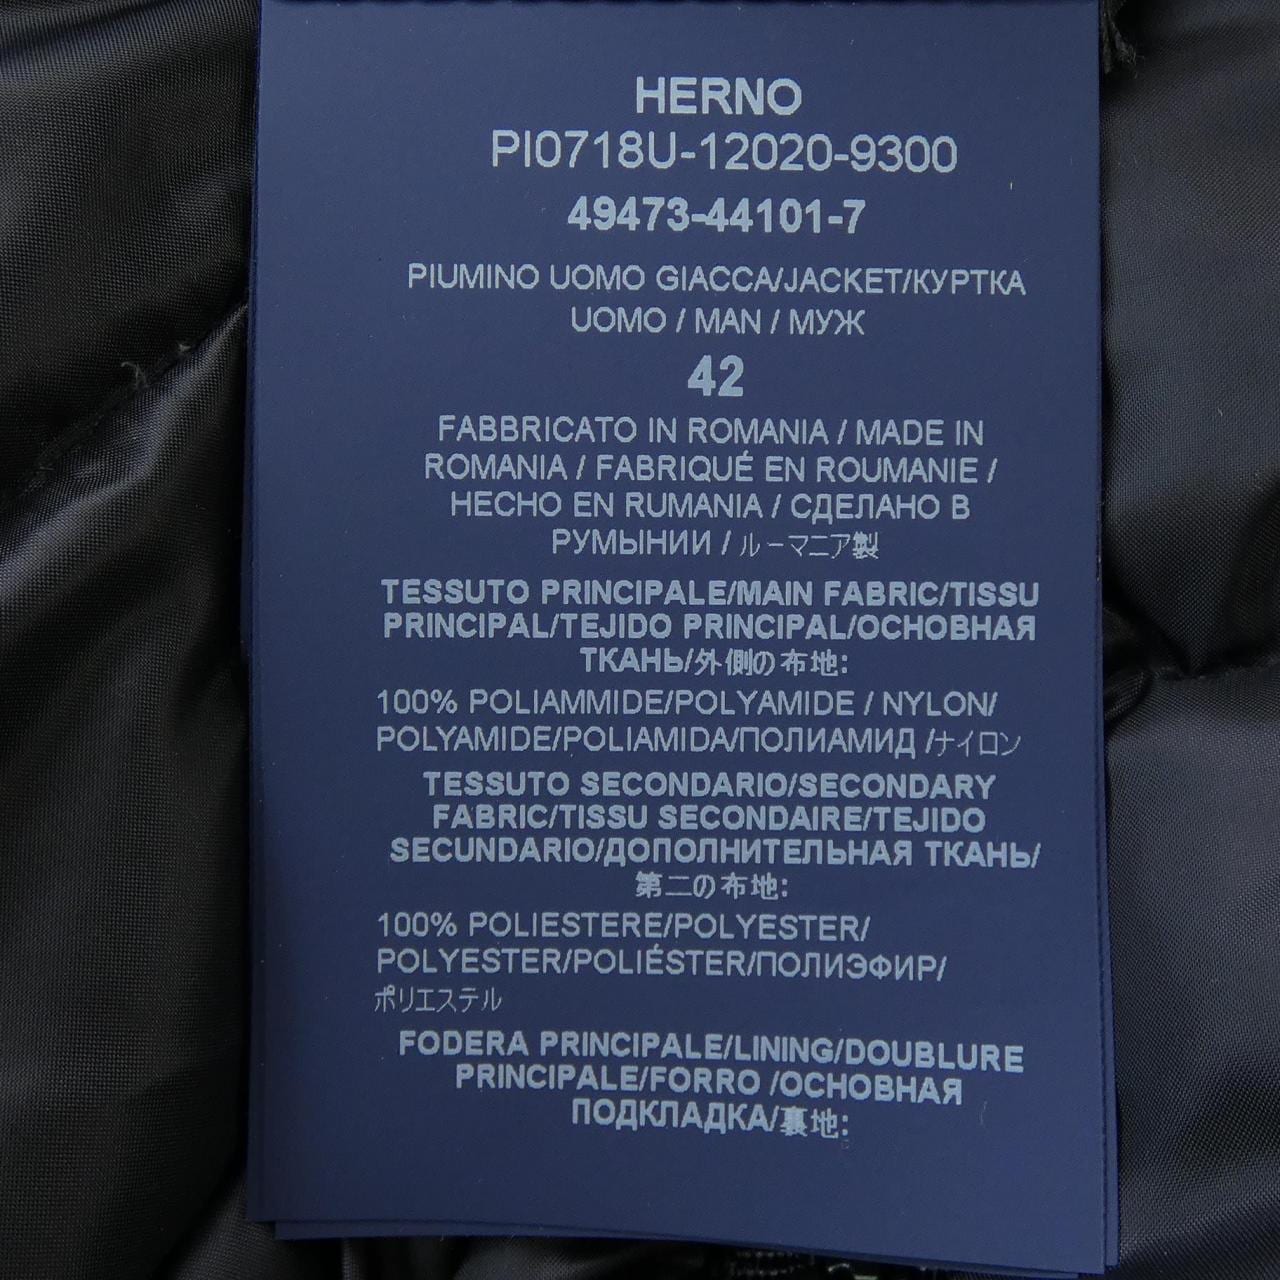 HERNO
PI0718U-12020-9300
49473-44101-7
PIUMINO UOMO GIACCA/JACKET/КУРТКА
UOMO / MAN / МУЖ
42
FABBRICATO IN ROMANIA / MADE IN
ROMANIA / FABRIQUÉ EN ROUMANIE /
HECHO EN RUMANIA / СДЕЛАНО В
РУМЫНИИ / ルーマニア製
TESSUTO PRINCIPALE/MAIN FABRIC/TISSU
PRINCIPAL/TEJIDO PRINCIPAL/ОСНОВНАЯ
ТКАНЬ/外側の布地:
100% POLIAMMIDE/POLYAMIDE / NYLON/
POLYAMIDE/POLIAMIDA/ПОЛИАМИД /ナイロン
TESSUTO SECONDARIO/SECONDARY
FABRIC/TISSU SECONDAIRE/TEJIDO
SECUNDARIO/ДОПОЛНИТЕЛЬНАЯ ТКАНЬ/
第二の布地:
100% POLIESTERE/POLYESTER/
POLYESTER/POLIÉSTER/ПОЛИЭФИР/
ポリエステル
FODERA PRINCIPALE/LINING/DOUBLURE
PRINCIPALE/FORRO /ОСНОВНАЯ
ПОДКЛАДКА/裏地: